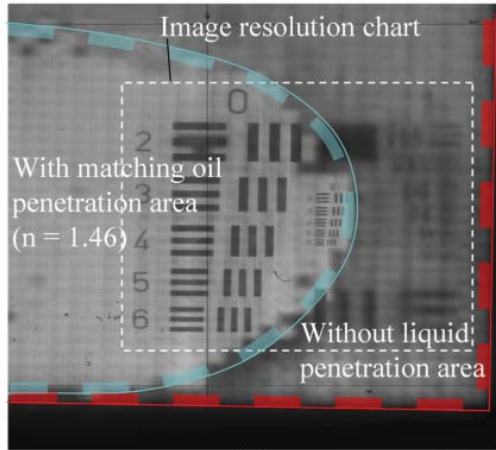 Image resolution chart
0
2
With matching oil
penetration area
3
(n = 1.46)
4
5
6
Without liquid
penetration area